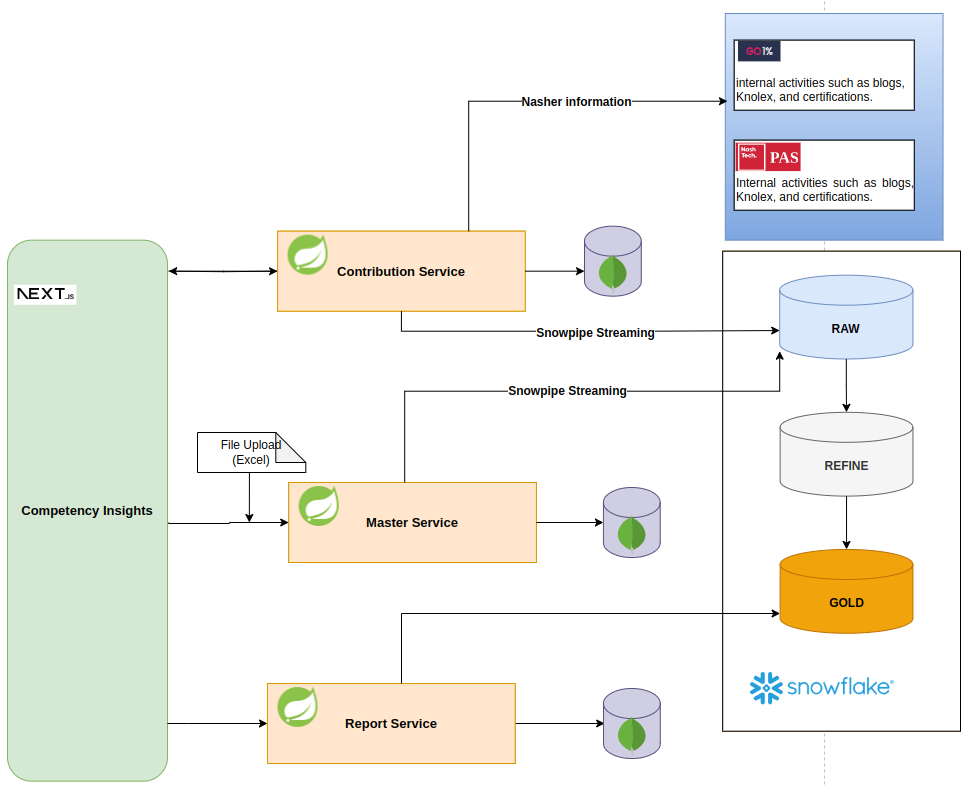 GO1%
internal activities such as blogs,
Knolex, and certifications.
Nasher information
Nash
Tech.
PAS
Internal activities such as blogs,
Knolex, and certifications.
Contribution Service
NEXT.JS
Snowpipe Streaming
RAW
Snowpipe Streaming
File Upload
(Excel)
REFINE
Competency Insights
Master Service
GOLD
snowflake®
Report Service